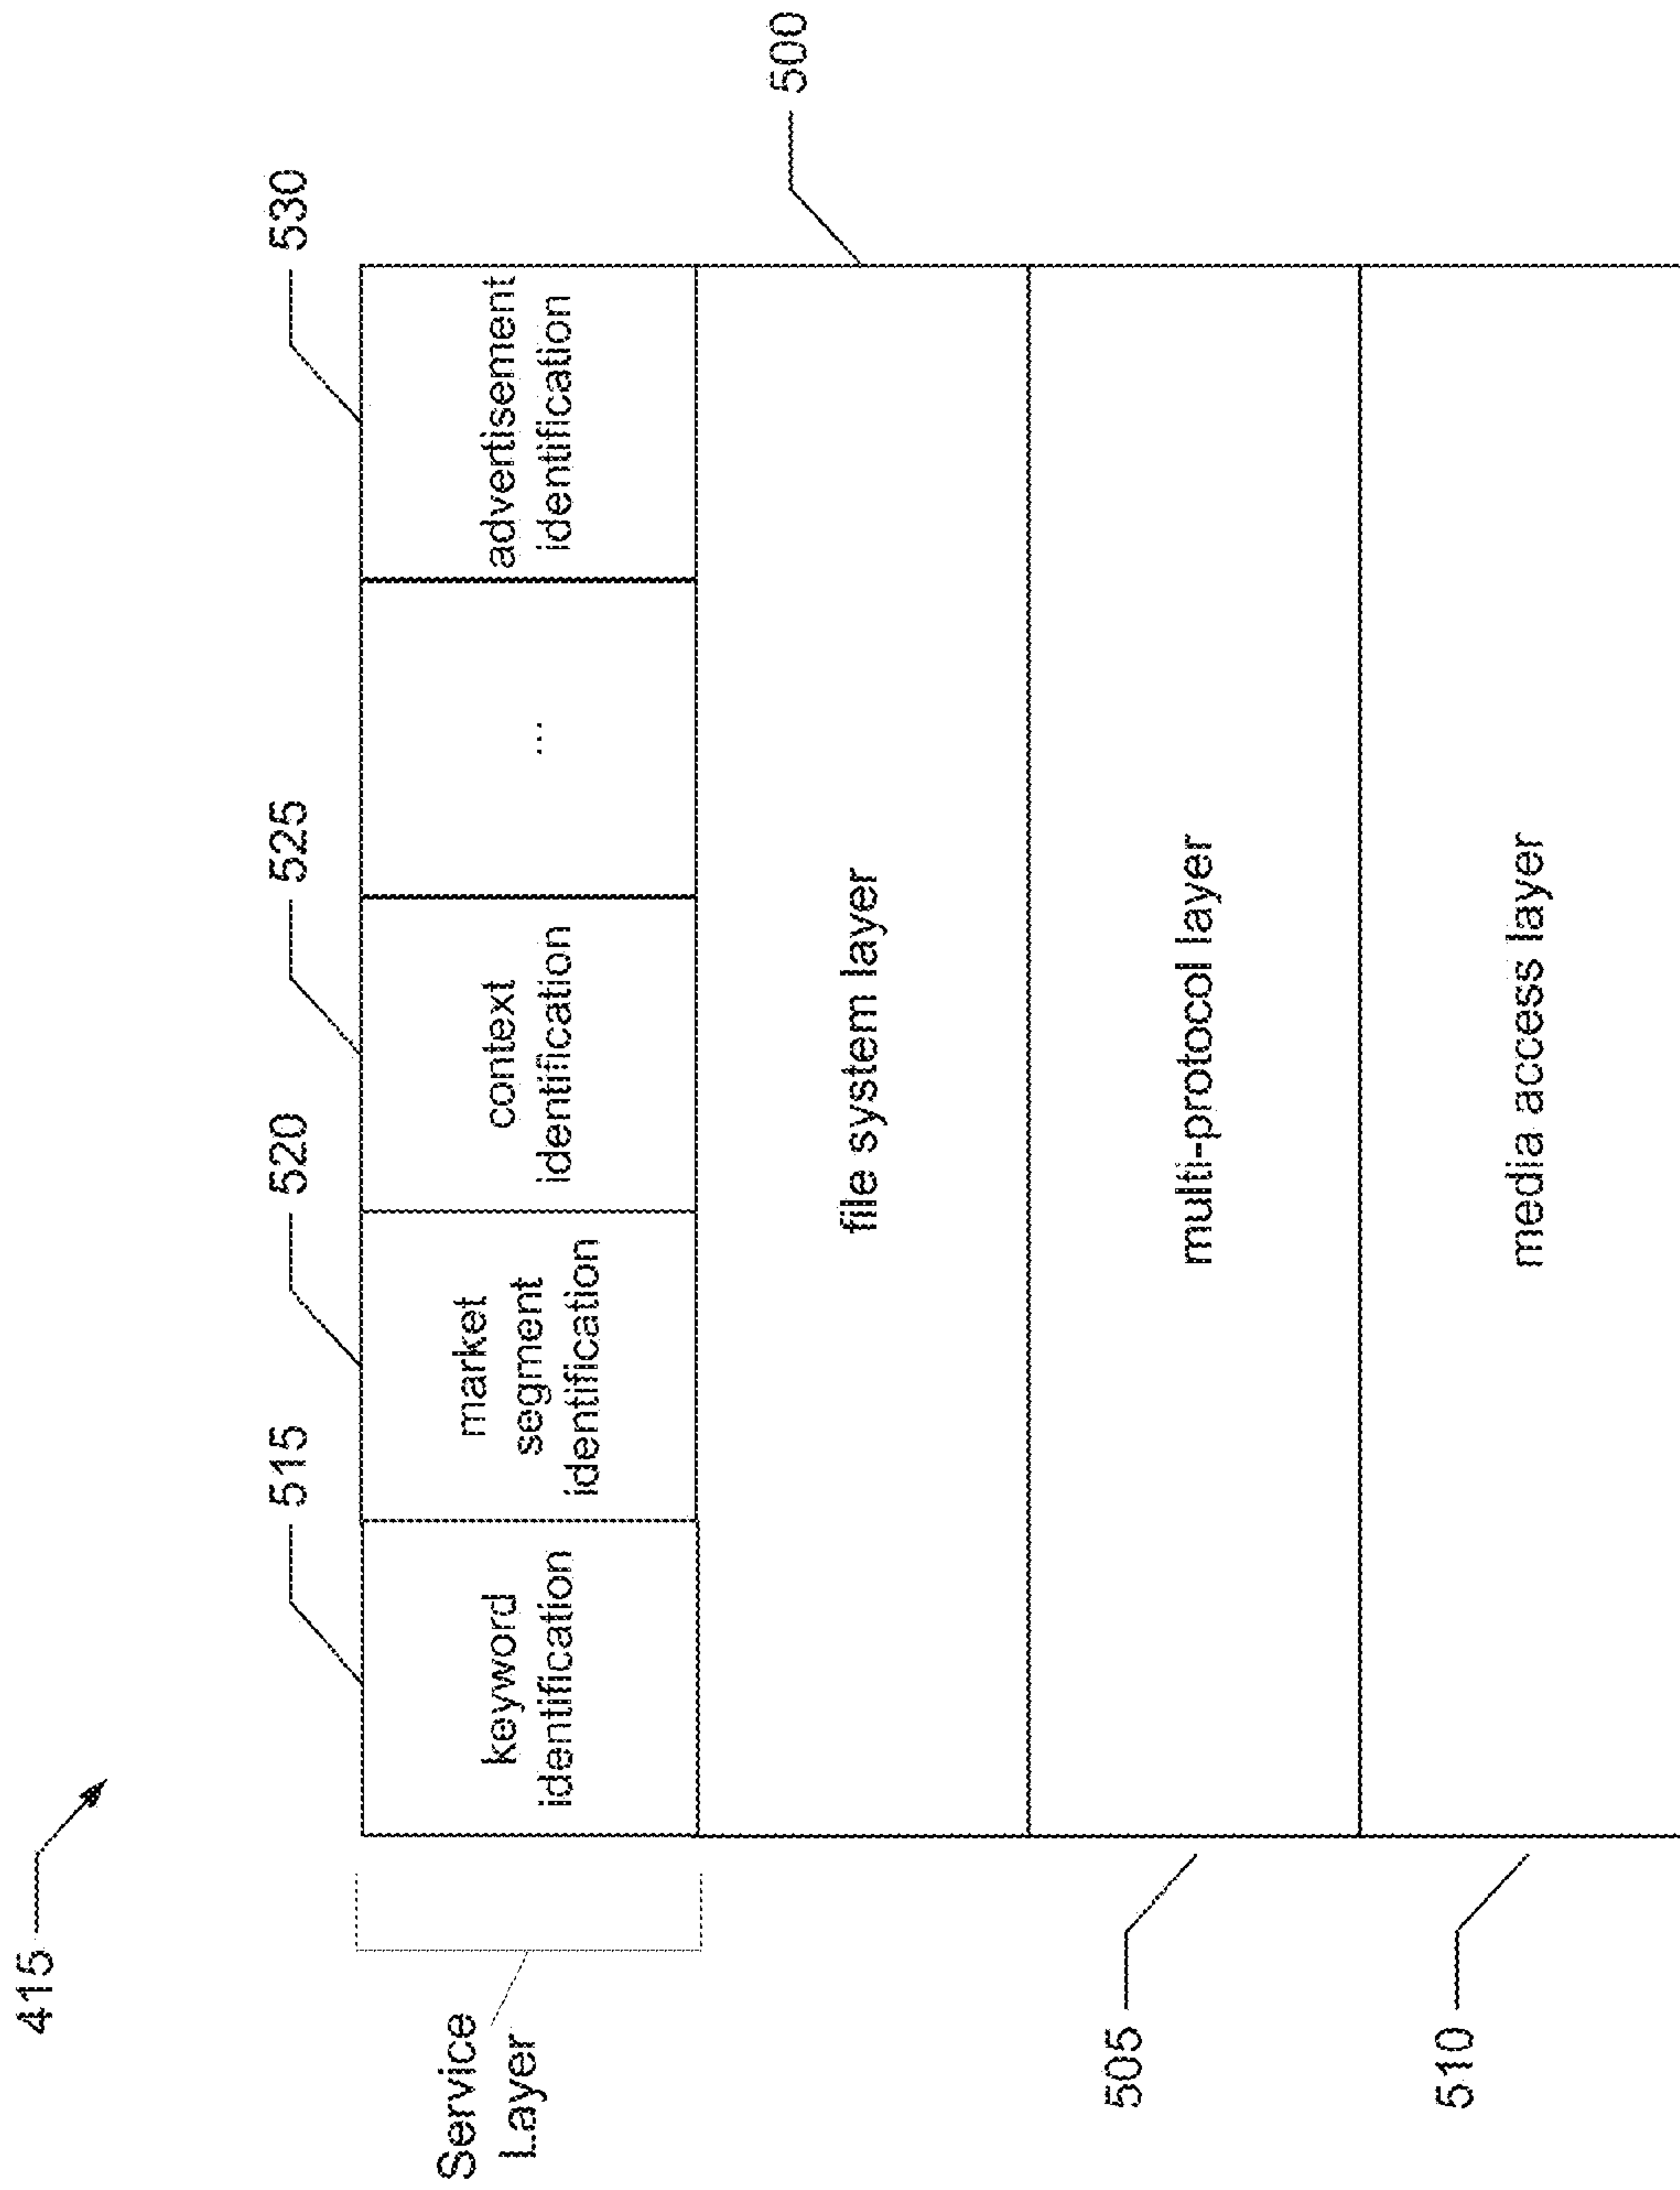 415
515
520
525
530
Service
Layer
keyword
identification
market
segment
identification
context
identification
...
advertisement
identification
file system layer
500
505
multi-protocol layer
510
media access layer